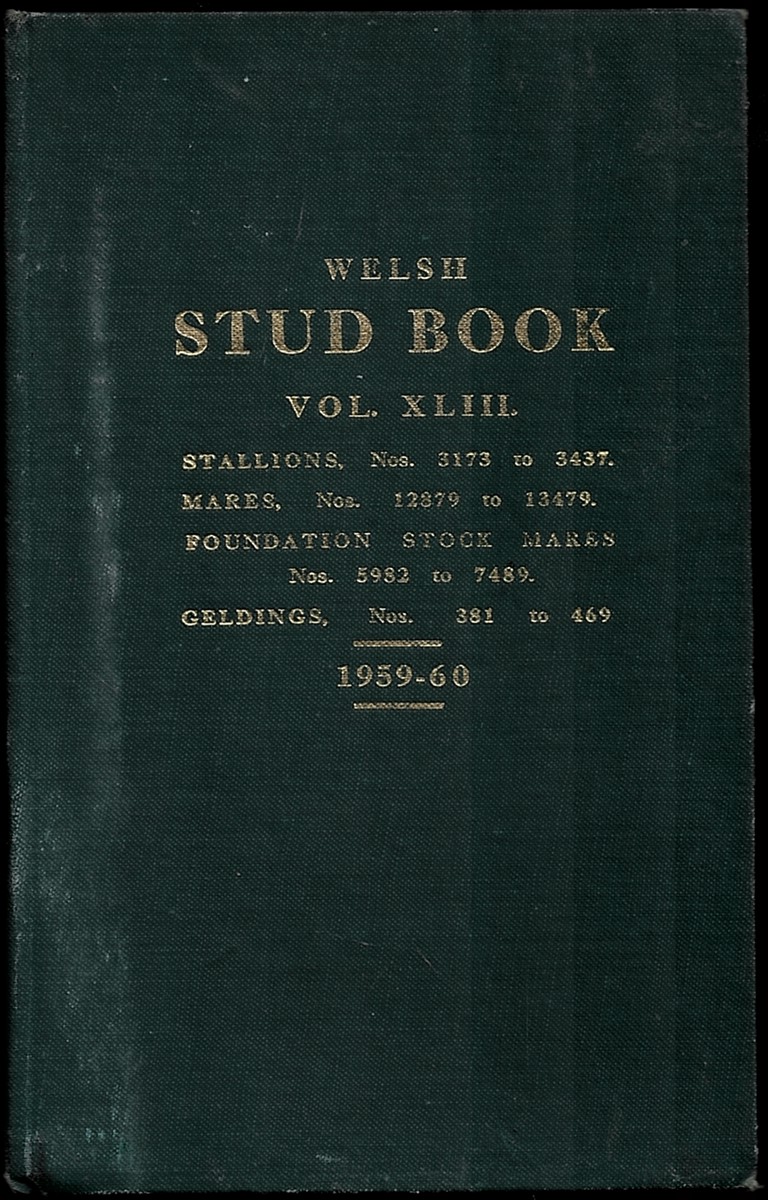 WELSH
STUD BOOK
VOL. XLIII.
STALLIONS, Nos. 3173 to 3437.
MARES, Nos. 12879 to 13479.
FOUNDATION STOCK MARES
Nos. 5982 to 7489.
GELDINGS, Nos. 381 to 469
1959-60